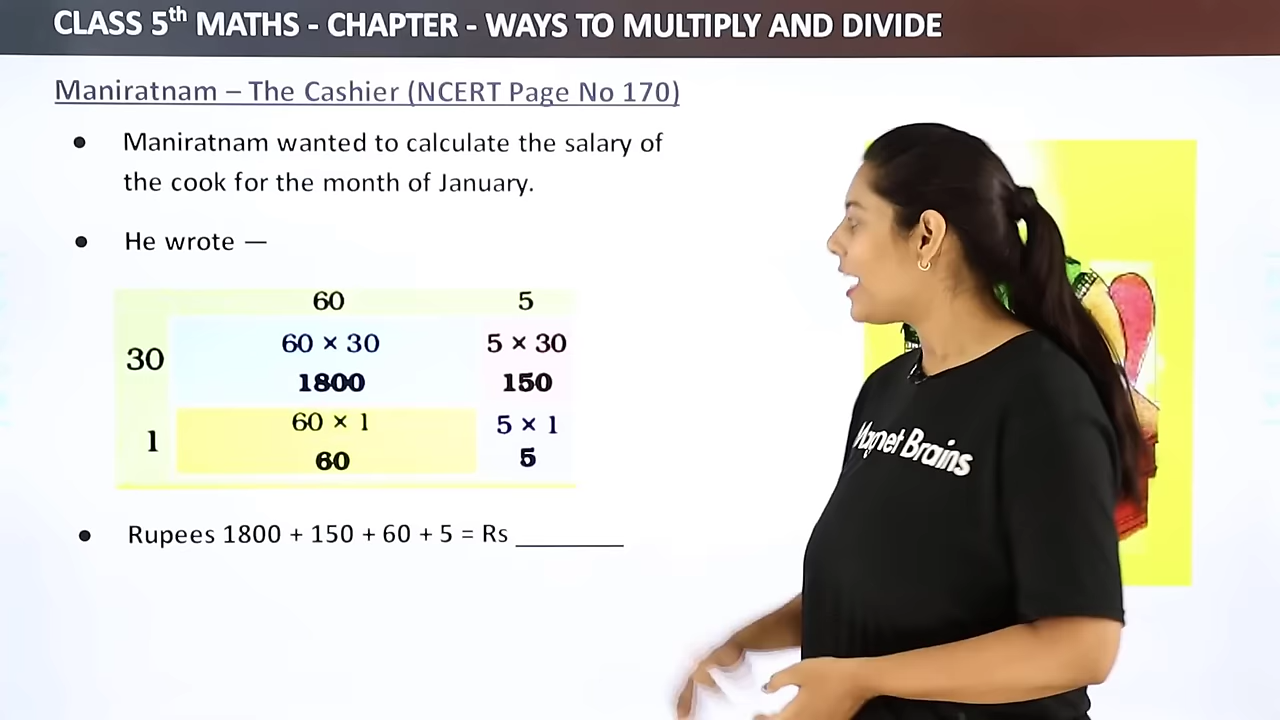 CLASS 5th MATHS - CHAPTER - WAYS TO MULTIPLY AND DIVIDE
Maniratnam – The Cashier (NCERT Page No 170)
● Maniratnam wanted to calculate the salary of
the cook for the month of January.
● He wrote —
60 5
30 60 × 30 5 × 30
1800 150
1 60 × 1 5 × 1
60 5
● Rupees 1800 + 150 + 60 + 5 = Rs ________
Magnet Brains